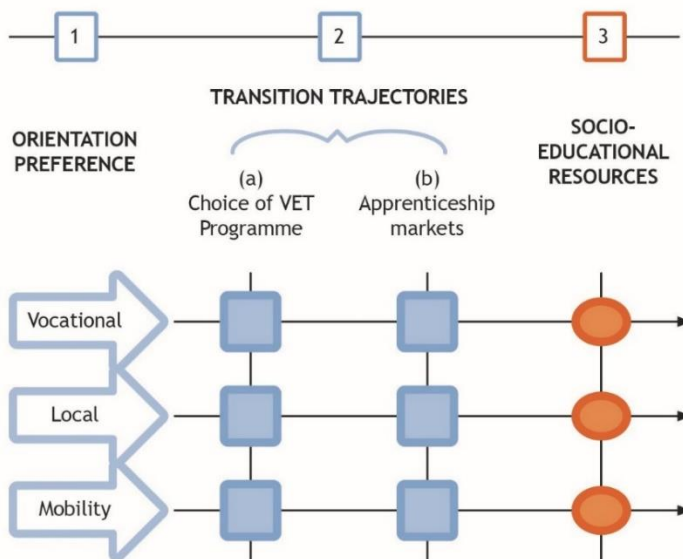 1
2
3
TRANSITION TRAJECTORIES
ORIENTATION
PREFERENCE
SOCIO-
EDUCATIONAL
RESOURCES
(a)
Choice of VET
Programme
(b)
Apprenticeship
markets
Vocational
Local
Mobility